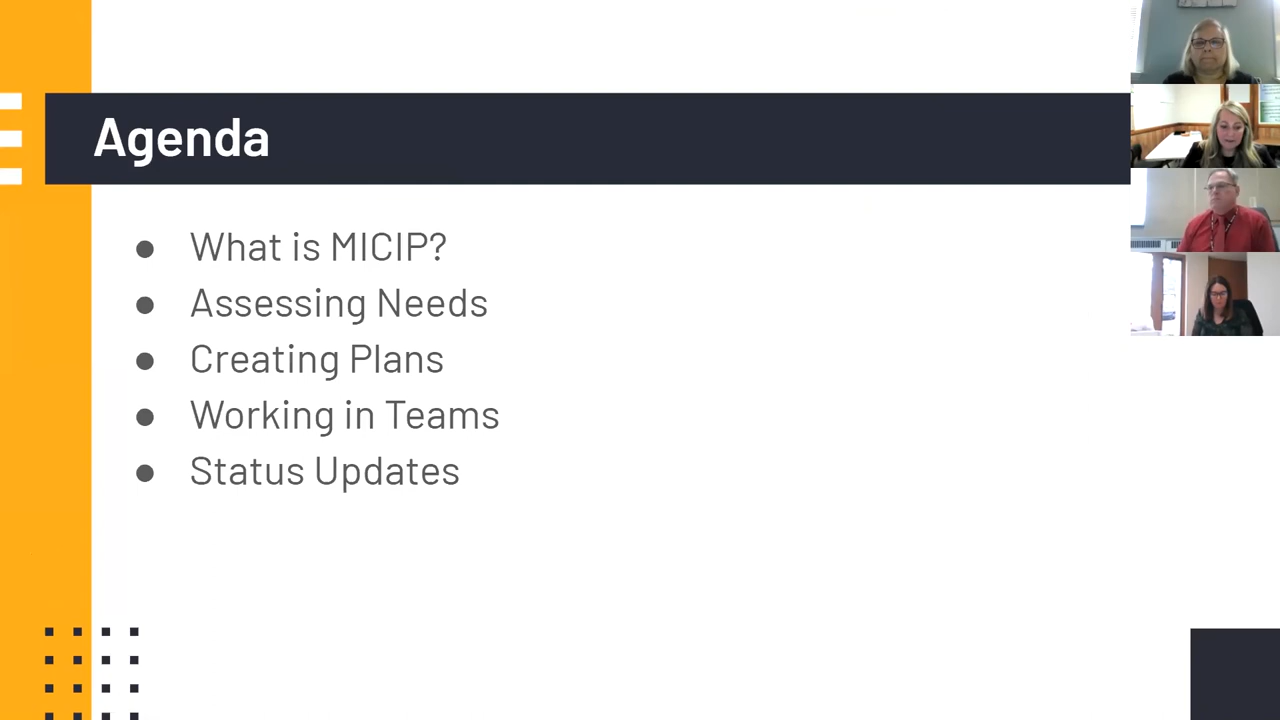 Agenda
● What is MICIP?
● Assessing Needs
● Creating Plans
● Working in Teams
● Status Updates